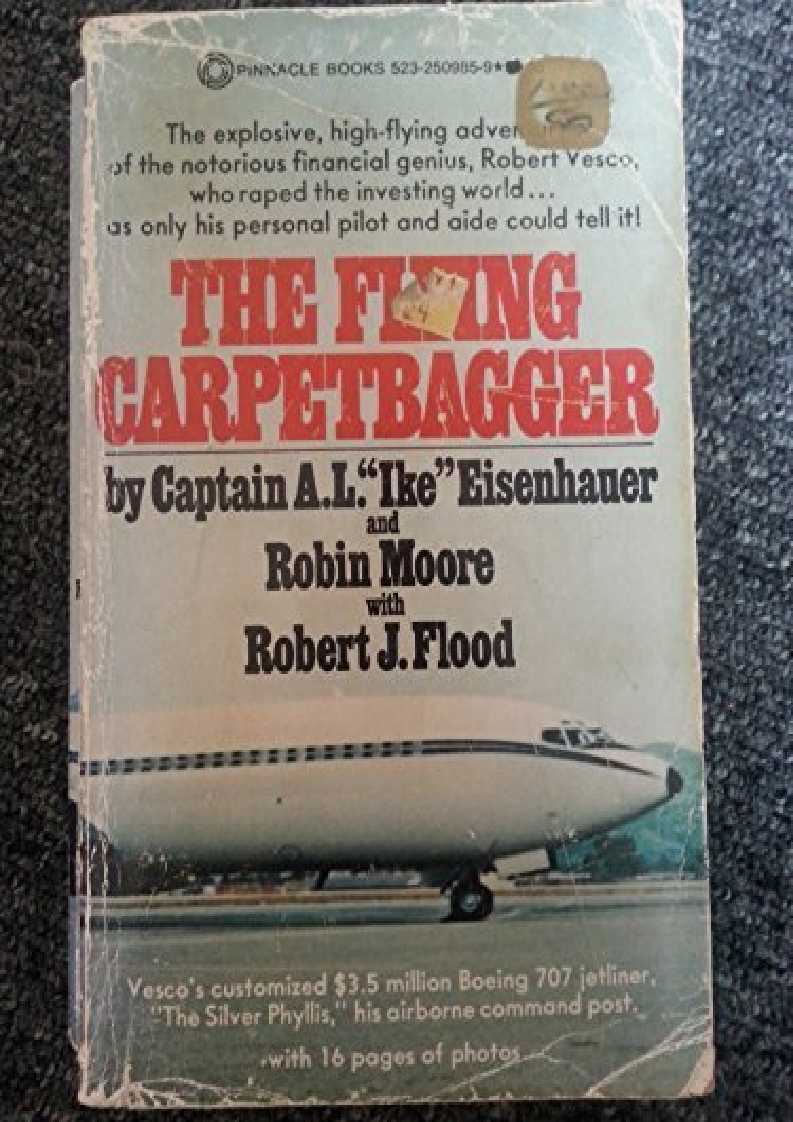 PINNACLE BOOKS 523-250985-9★
The explosive, high-flying
of the notorious financial genius, Robert Vesco,
who raped the investing world...
as only his personal pilot and aide could tell it!
THE FLYING
CARPETBAGGER
by Captain A.L. “Ike” Eisenhauer
and
Robin Moore
with
Robert J. Flood
Vesco's customized $3.5 million Boeing 707 jetliner,
"The Silver Phyllis," his airborne command post.
with 16 pages of photos